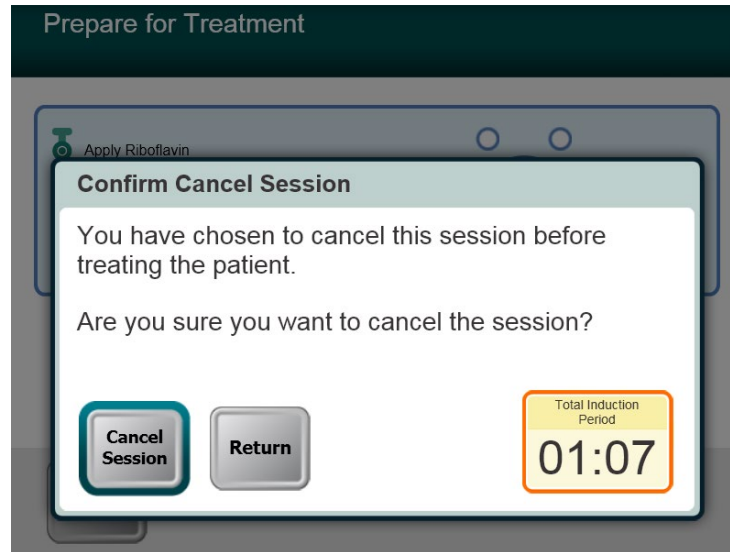 Prepare for Treatment
Apply Riboflavin
Confirm Cancel Session
You have chosen to cancel this session before
treating the patient.
Are you sure you want to cancel the session?
Cancel
Session
Return
Total Induction
Period
01:07